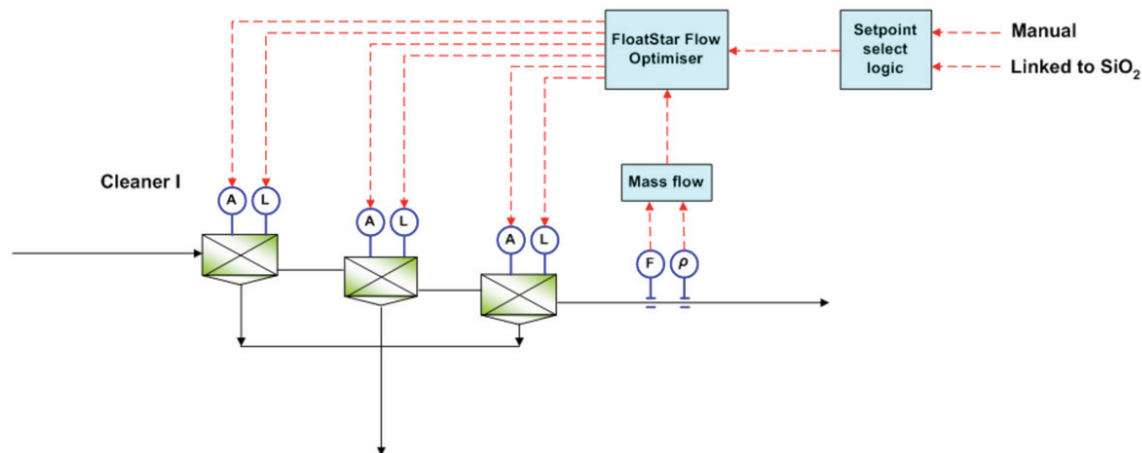 FloatStar Flow
Optimiser
Setpoint
select
logic
Manual
Linked to SiO₂
Cleaner I
Mass flow
A
L
A
L
A
L
F
ρ